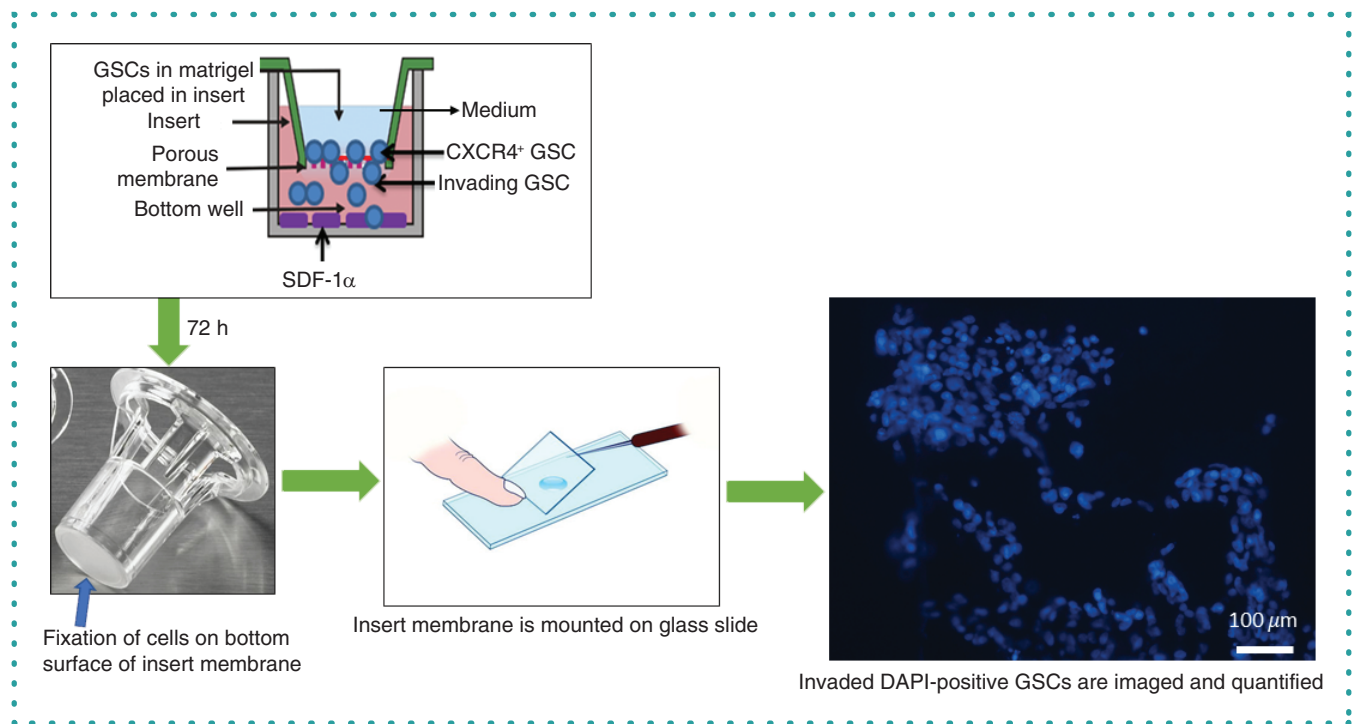 GSCs in matrigel
placed in insert
Insert
Porous
membrane
Bottom well
SDF-1α
Medium
CXCR4⁺ GSC
Invading GSC
72 h
Fixation of cells on bottom
surface of insert membrane
Insert membrane is mounted on glass slide
100 μm
Invaded DAPI-positive GSCs are imaged and quantified